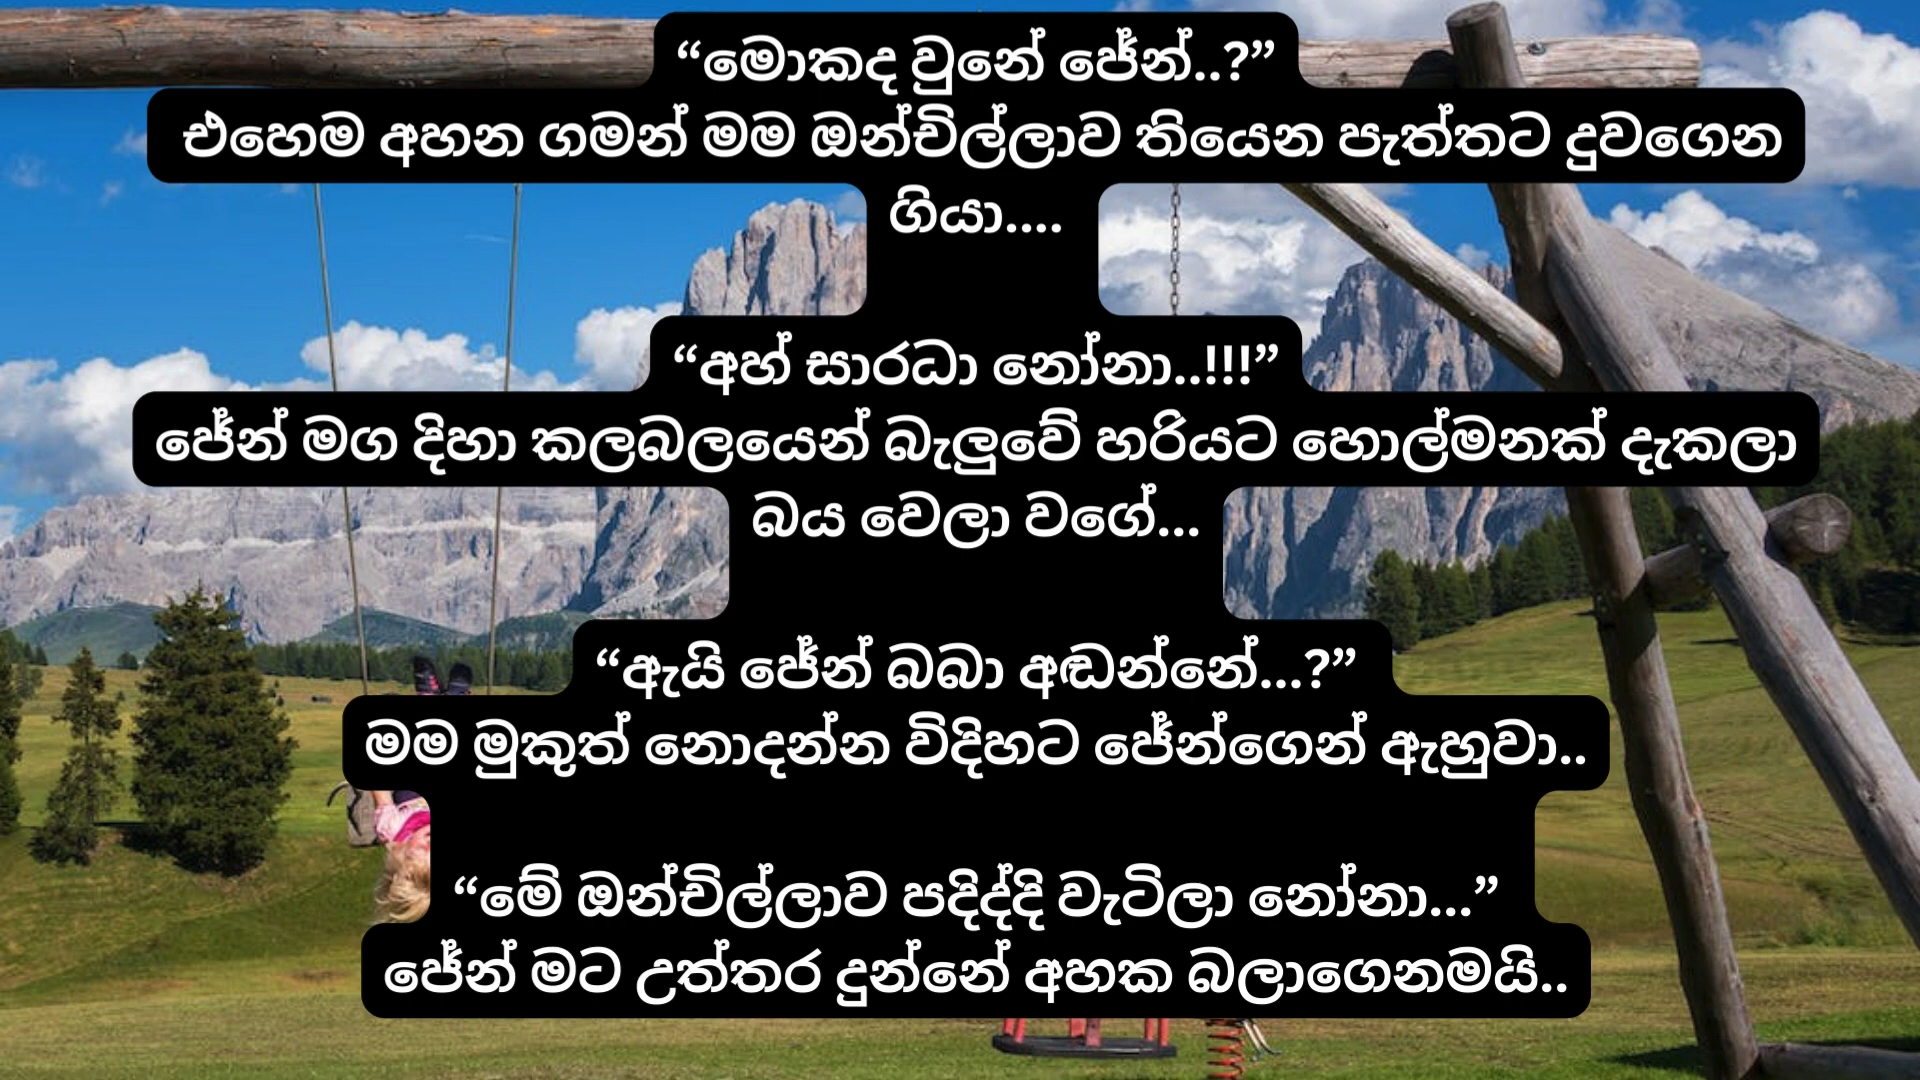 “මොකද වුනේ ජේන්..?”
එහෙම අහන ගමන් මම ඔන්චිල්ලාව තියෙන පැත්තට දුවගෙන
ගියා....
“අහ් සාරධා නෝනා..!!!”
ජේන් මග දිහා කලබලයෙන් බැලුවේ හරියට හොල්මනක් දැකලා
බය වෙලා වගේ...
“ඇයි ජේන් බබා අඬන්නේ...?”
මම මුකුත් නොදන්න විදිහට ජේන්ගෙන් ඇහුවා..
“මේ ඔන්චිල්ලාව පදිද්දි වැටිලා නෝනා...”
ජේන් මට උත්තර දුන්නේ අහක බලාගෙනමයි..